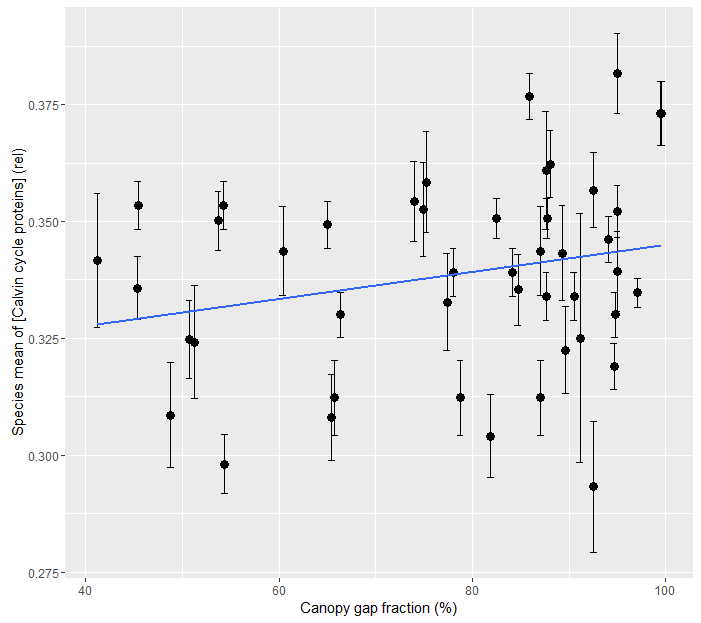 Species mean of [Calvin cycle proteins] (rel)
0.375
0.350
0.325
0.300
0.275
40 60 80 100
Canopy gap fraction (%)